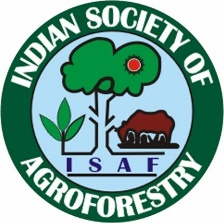 INDIAN SOCIETY OF
ISAF
AGROFORESTRY